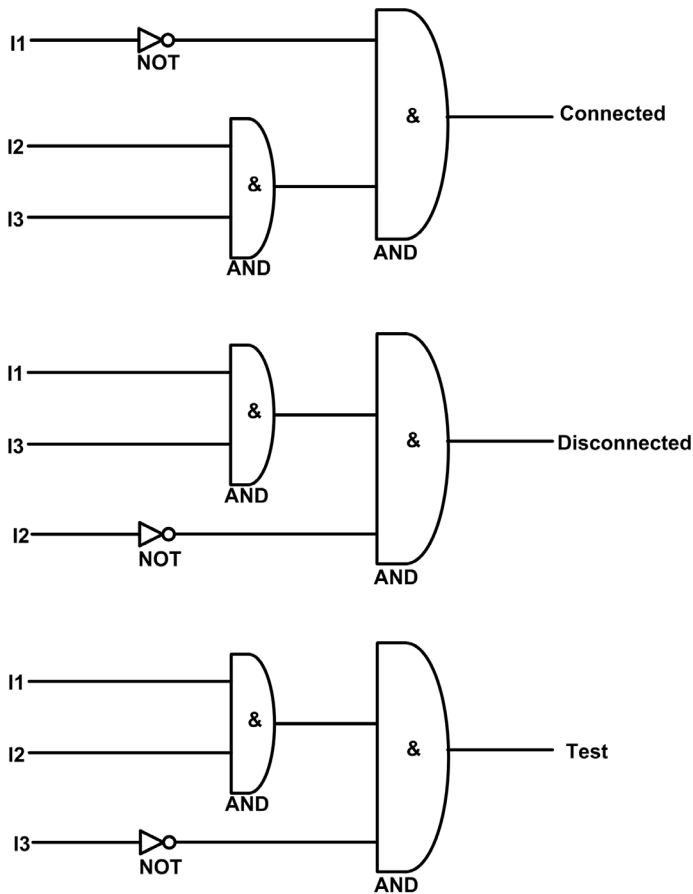 I1
NOT
&
Connected
I2
&
I3
AND
AND
I1
&
&
Disconnected
I3
AND
I2
NOT
AND
I1
&
&
Test
I2
AND
I3
NOT
AND